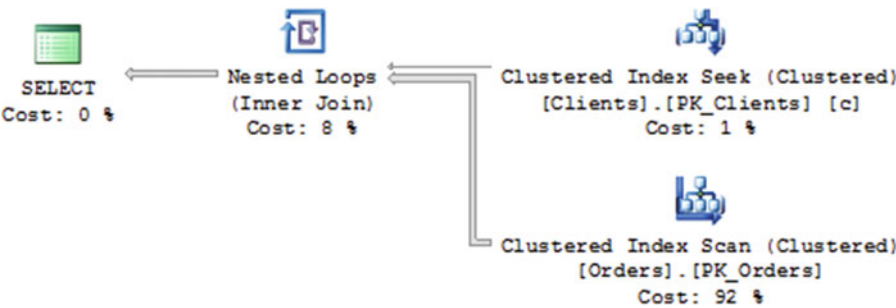 SELECT
Cost: 0 %
Nested Loops
(Inner Join)
Cost: 8 %
Clustered Index Seek (Clustered)
[Clients].[PK_Clients] [c]
Cost: 1 %
Clustered Index Scan (Clustered)
[Orders].[PK_Orders]
Cost: 92 %